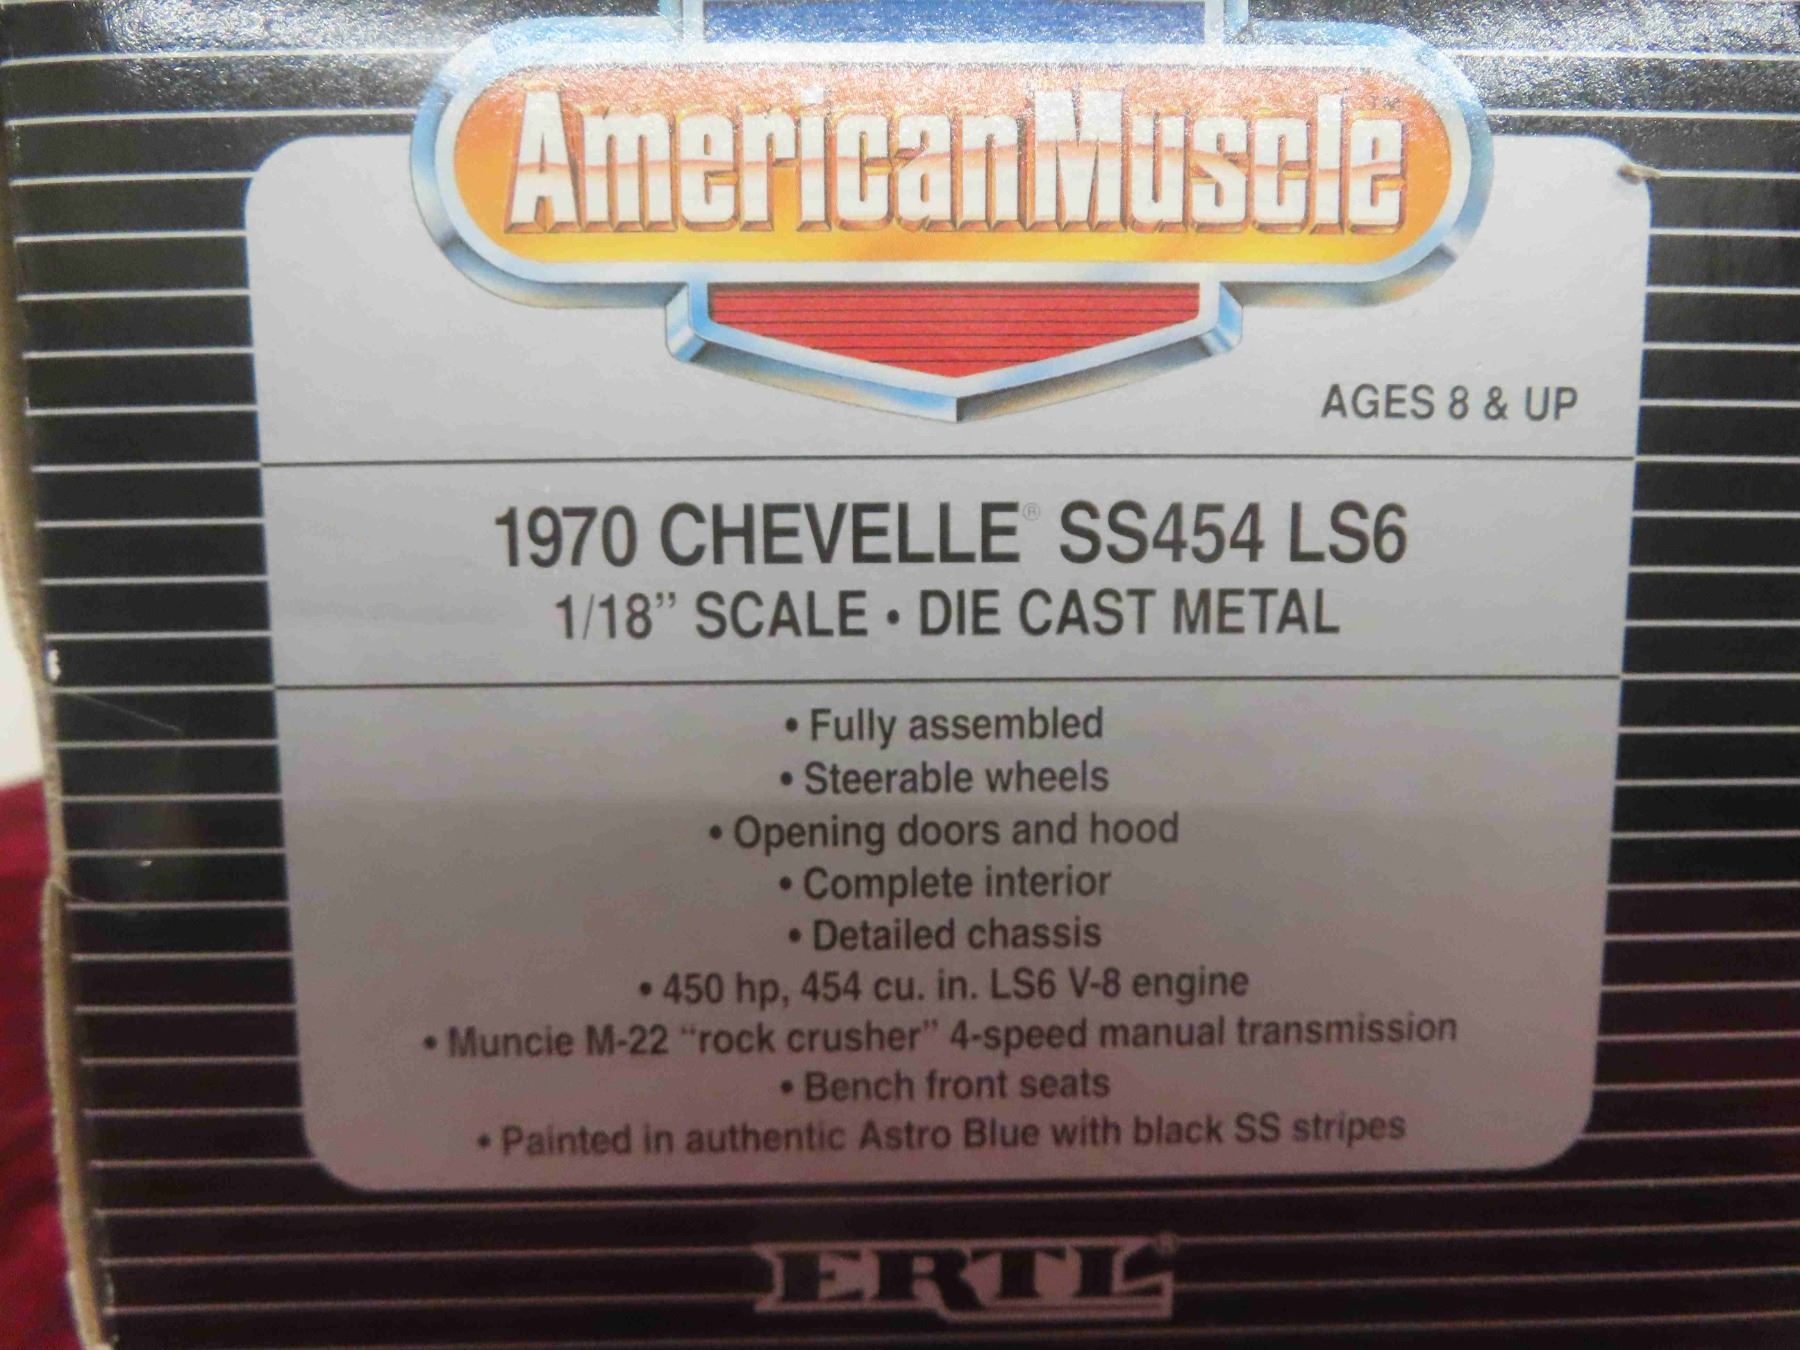 American Muscle™
AGES 8 & UP
1970 CHEVELLE® SS454 LS6
1/18” SCALE • DIE CAST METAL
• Fully assembled
• Steerable wheels
• Opening doors and hood
• Complete interior
• Detailed chassis
• 450 hp, 454 cu. in. LS6 V-8 engine
• Muncie M-22 “rock crusher” 4-speed manual transmission
• Bench front seats
• Painted in authentic Astro Blue with black SS stripes
ERTL®